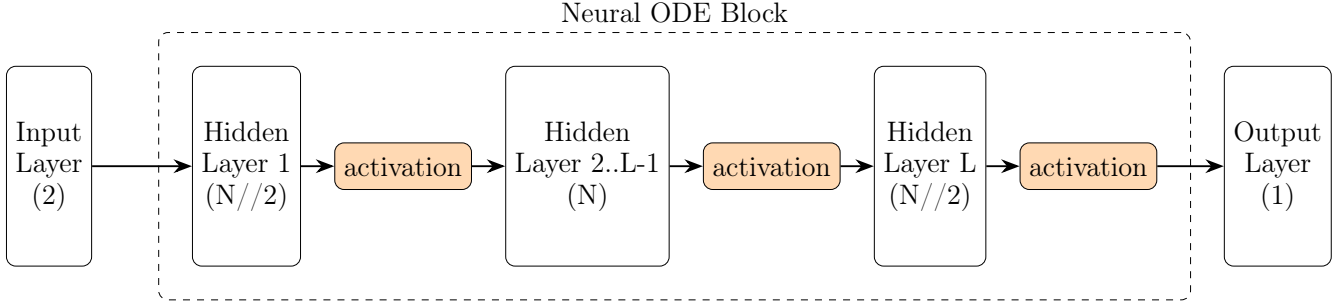 Neural ODE Block
Input
Layer
(2)
Hidden
Layer 1
(N//2)
activation
Hidden
Layer 2..L-1
(N)
activation
Hidden
Layer L
(N//2)
activation
Output
Layer
(1)